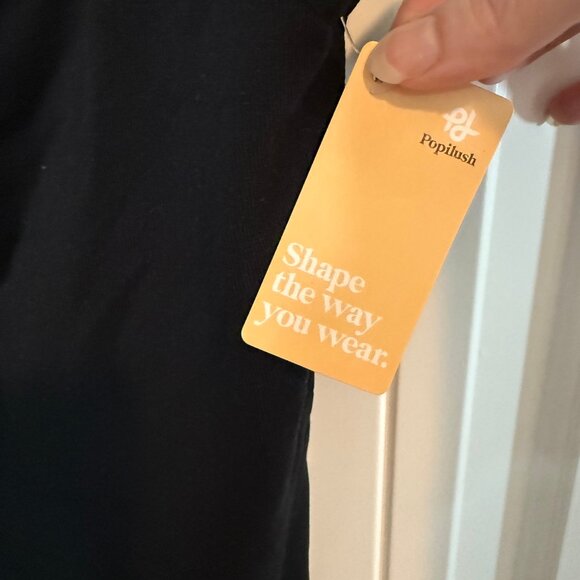 Popilush
Shape
the way
you wear.